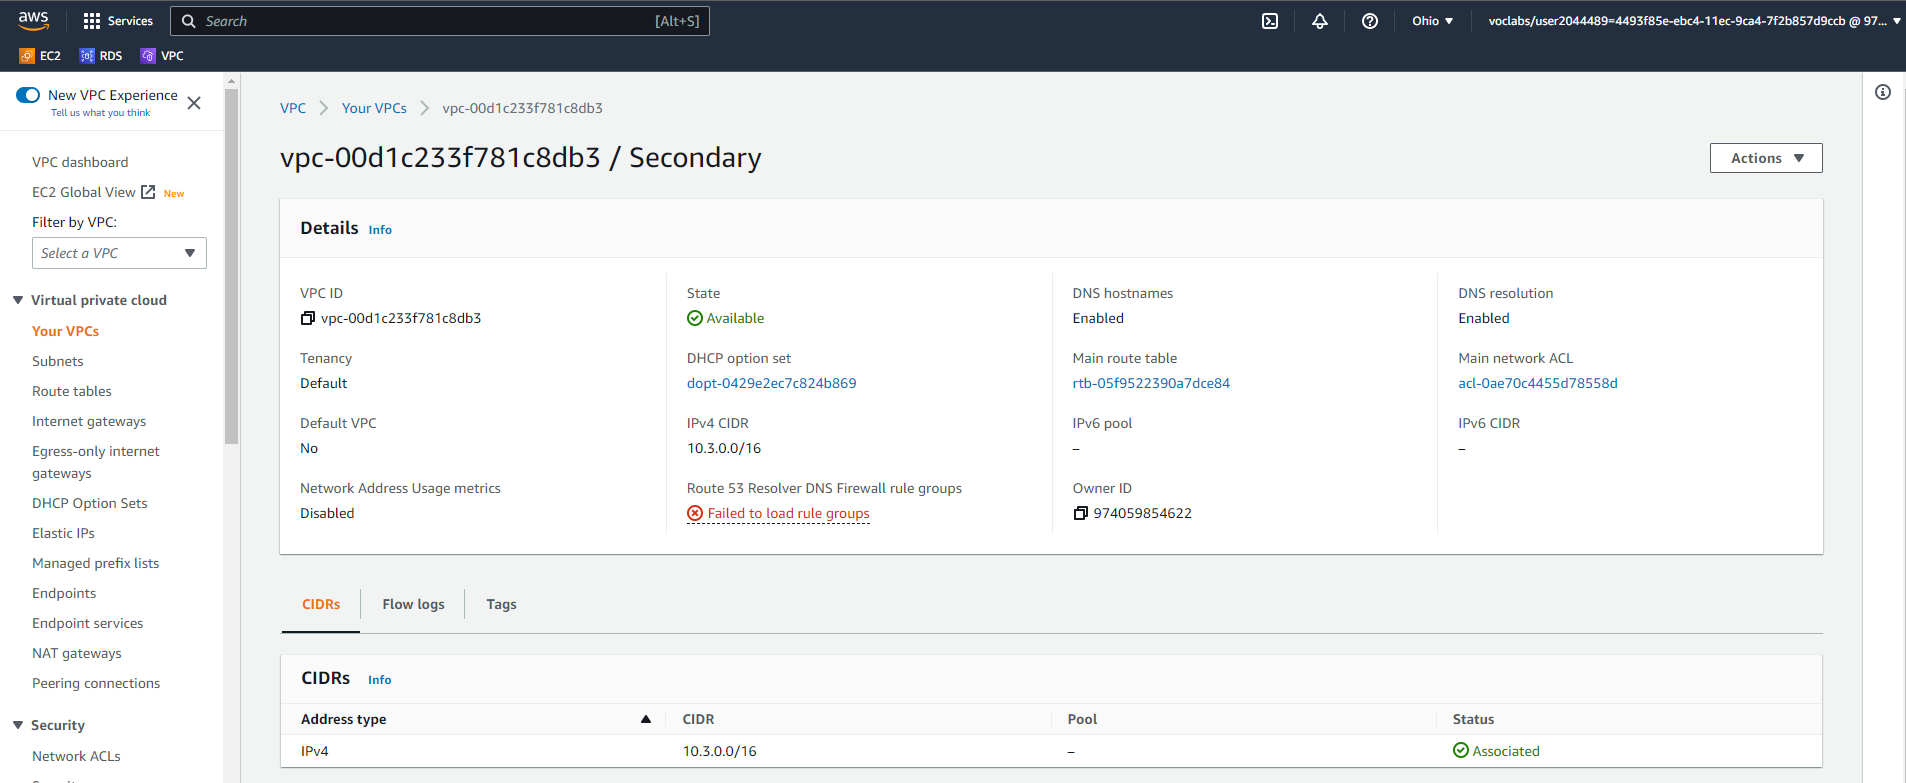 aws
Services
Search
[Alt+S]
Ohio
voclabs/user2044489=4493f85e-ebc4-11ec-9ca4-7f2b857d9ccb @ 97...
EC2
RDS
VPC
New VPC Experience
Tell us what you think
VPC dashboard
EC2 Global View New
Filter by VPC:
Select a VPC
Virtual private cloud
Your VPCs
Subnets
Route tables
Internet gateways
Egress-only internet
gateways
DHCP Option Sets
Elastic IPs
Managed prefix lists
Endpoints
Endpoint services
NAT gateways
Peering connections
Security
Network ACLs
VPC
Your VPCs
vpc-00d1c233f781c8db3
vpc-00d1c233f781c8db3 / Secondary
Actions
Details Info
VPC ID
vpc-00d1c233f781c8db3
State
Available
DNS hostnames
Enabled
DNS resolution
Enabled
Tenancy
Default
DHCP option set
dopt-0429e2ec7c824b869
Main route table
rtb-05f9522390a7dce84
Main network ACL
acl-0ae70c4455d78558d
Default VPC
No
IPv4 CIDR
10.3.0.0/16
IPv6 pool
–
IPv6 CIDR
–
Network Address Usage metrics
Disabled
Route 53 Resolver DNS Firewall rule groups
Failed to load rule groups
Owner ID
974059854622
CIDRs
Flow logs
Tags
CIDRs Info
Address type
CIDR
Pool
Status
IPv4
10.3.0.0/16
–
Associated